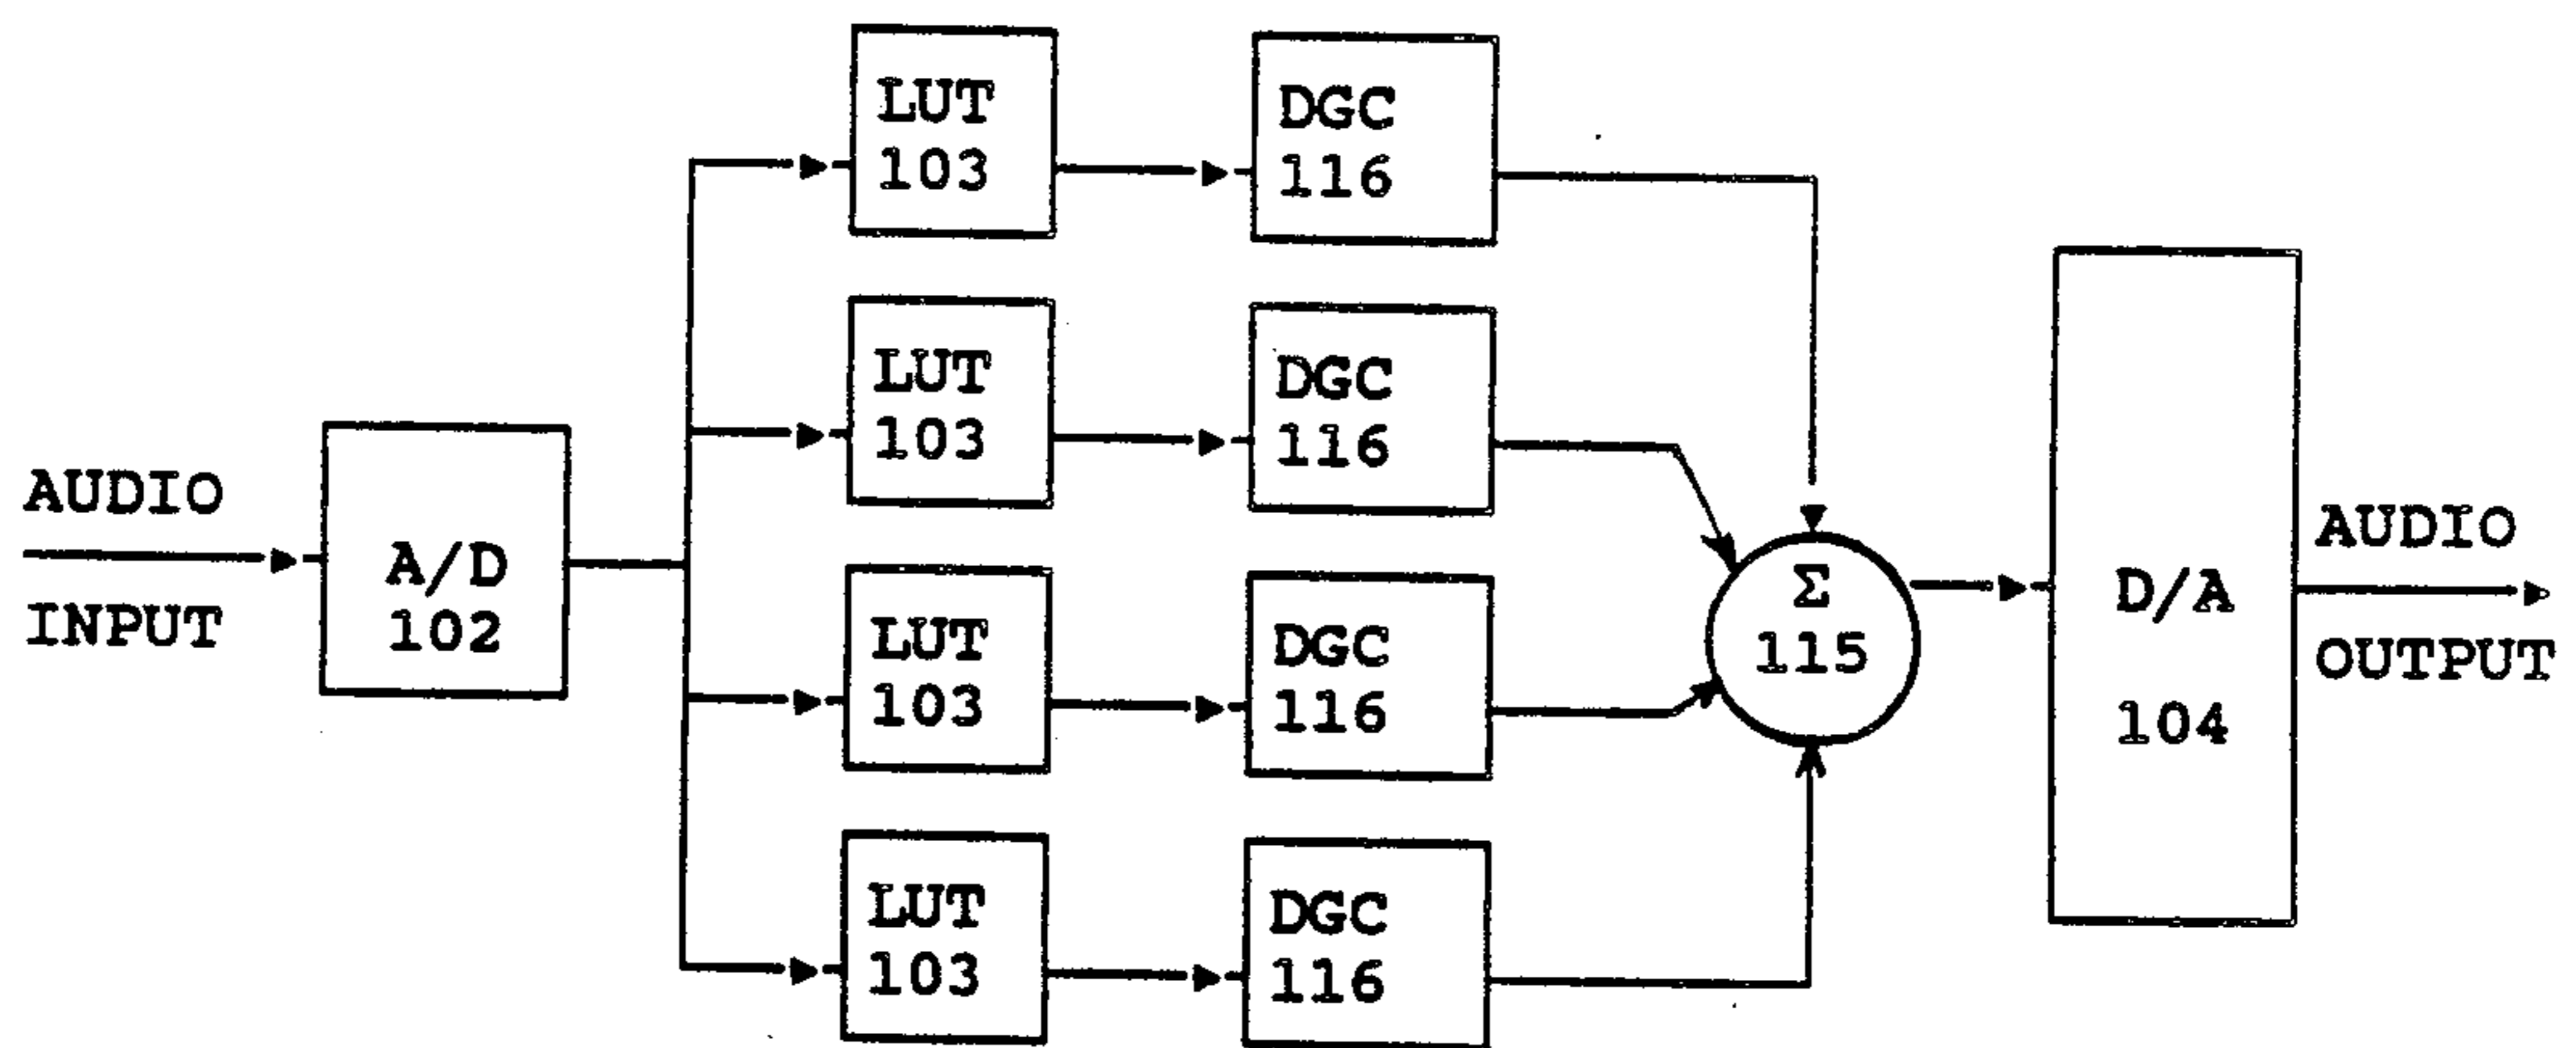 AUDIO
INPUT
A/D
102
LUT
103
DGC
116
LUT
103
DGC
116
LUT
103
DGC
116
LUT
103
DGC
116
Σ
115
D/A
104
AUDIO
OUTPUT